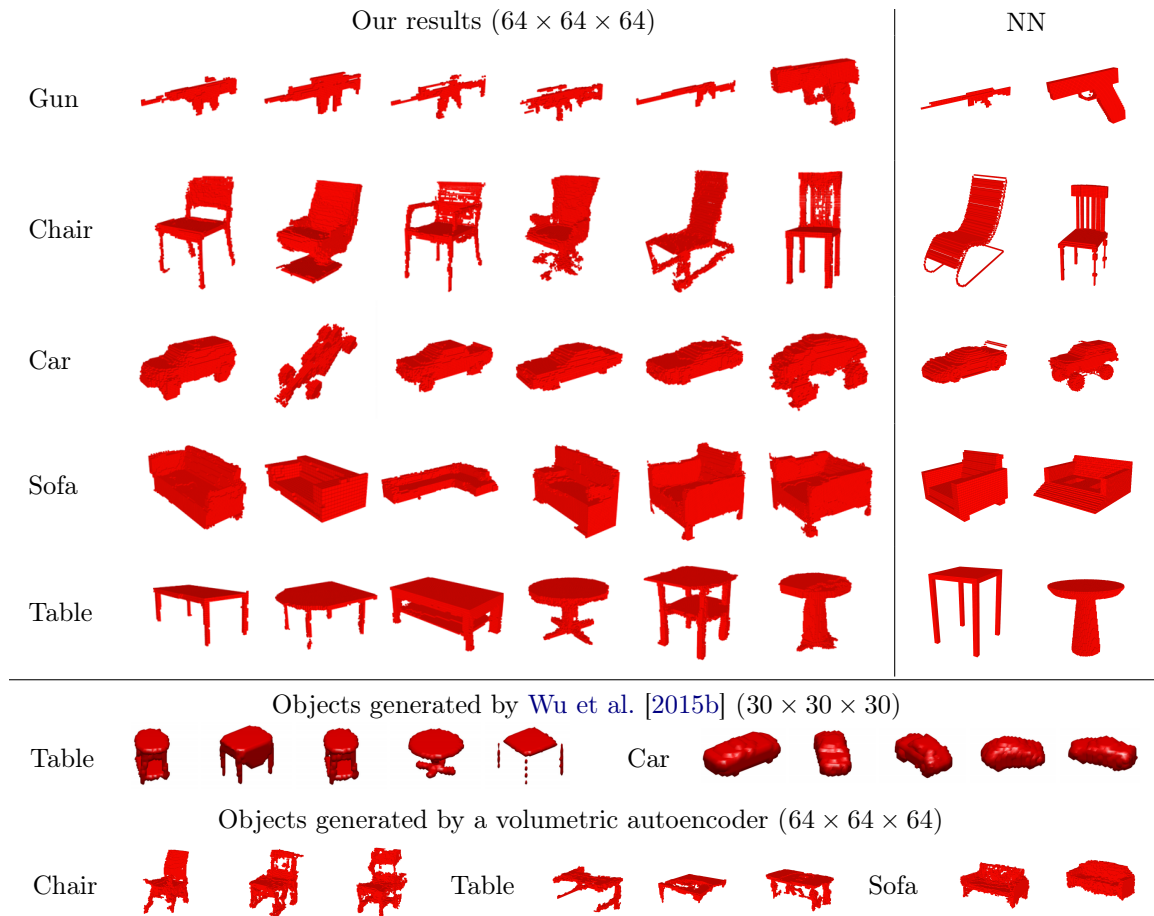 Our results (64 × 64 × 64) NN
Gun
Chair
Car
Sofa
Table
Objects generated by Wu et al. [2015b] (30 × 30 × 30)
Table Car
Objects generated by a volumetric autoencoder (64 × 64 × 64)
Chair Table Sofa